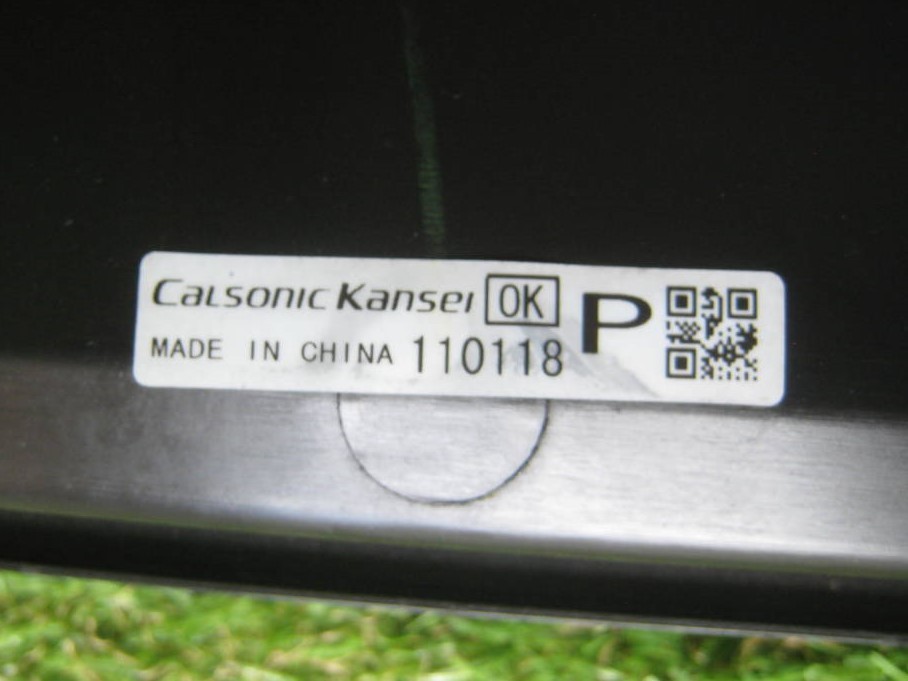 Calsonic Kansei OK P
MADE IN CHINA 110118